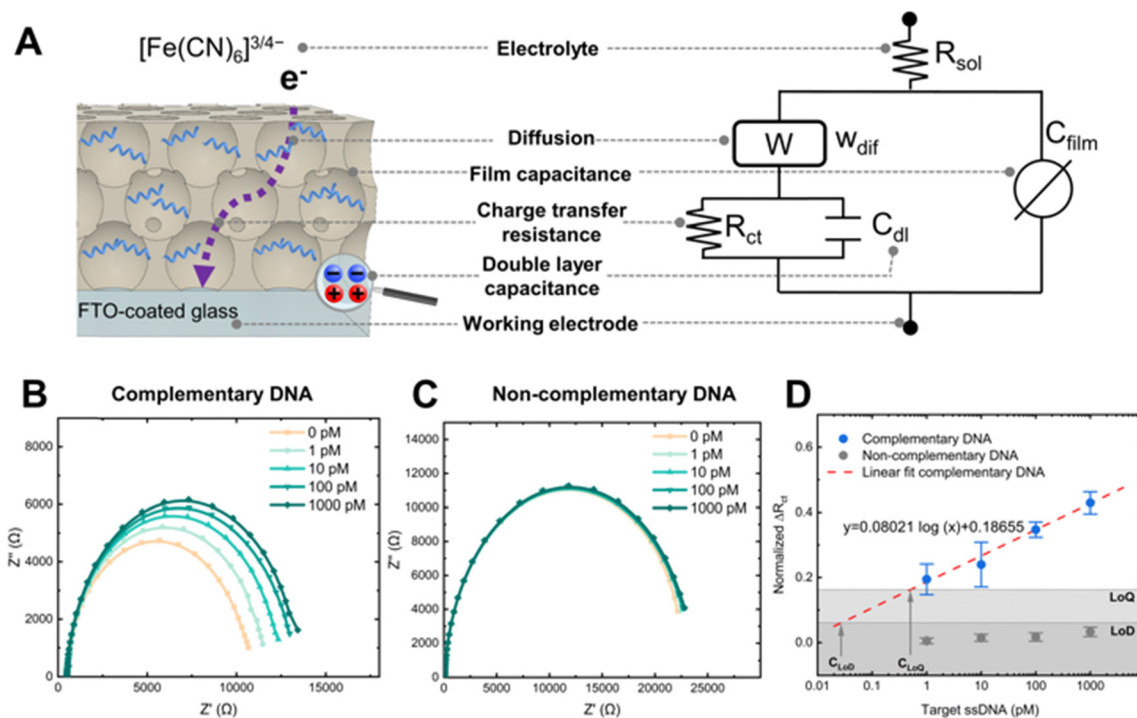 A
[Fe(CN)6]3/4−
e-
FTO-coated glass
Electrolyte
Diffusion
Film capacitance
Charge transfer
resistance
Double layer
capacitance
Working electrode
Rsol
W
wdif
Cfilm
Rct
Cdl
B
Complementary DNA
Z'' (Ω)
8000
6000
4000
2000
0
0 pM
1 pM
10 pM
100 pM
1000 pM
0
5000
10000
15000
Z' (Ω)
C
Non-complementary DNA
Z'' (Ω)
14000
12000
10000
8000
6000
4000
2000
0
0 pM
1 pM
10 pM
100 pM
1000 pM
0
5000
10000
15000
20000
25000
Z' (Ω)
D
Normalized ΔRct
0.6
0.4
0.2
0.0
Complementary DNA
Non-complementary DNA
Linear fit complementary DNA
y=0.08021 log (x)+0.18655
LoQ
LoD
CLoD
CLoQ
0.01
0.1
1
10
100
1000
Target ssDNA (pM)